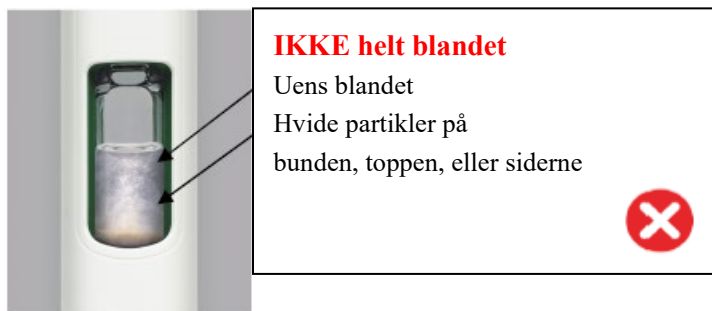 IKKE helt blandet
Uens blandet
Hvide partikler på
bunden, toppen, eller siderne